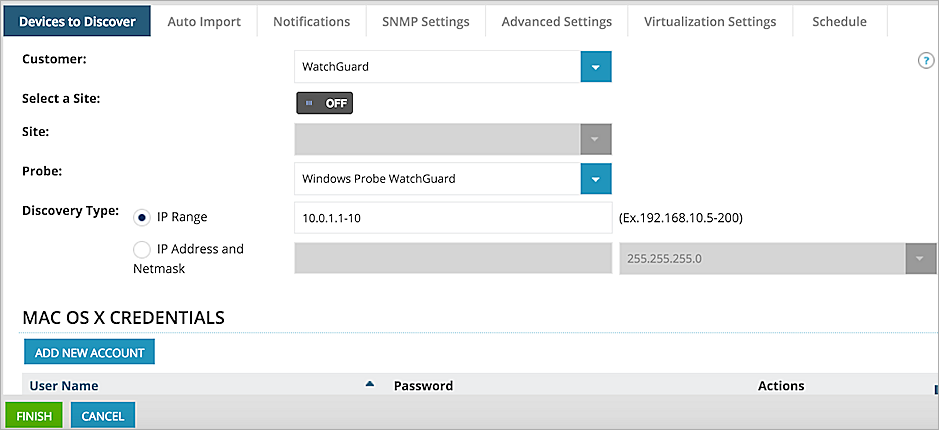 Devices to Discover Auto Import Notifications SNMP Settings Advanced Settings Virtualization Settings Schedule
Customer: WatchGuard ?
Select a Site: OFF
Site:
Probe: Windows Probe WatchGuard
Discovery Type: IP Range 10.0.1.1-10 (Ex.192.168.10.5-200)
IP Address and
Netmask 255.255.255.0
MAC OS X CREDENTIALS
ADD NEW ACCOUNT
User Name Password Actions
FINISH CANCEL